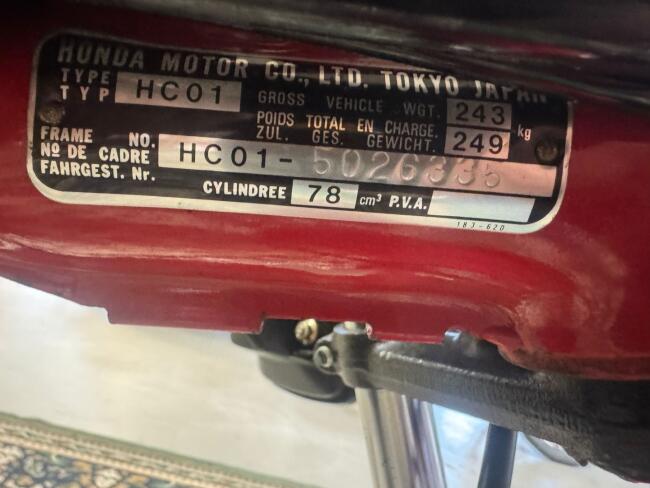 HONDA MOTOR CO., LTD. TOKYO JAPAN
TYPE
TYP HC01
GROSS VEHICLE WGT. 243
POIDS TOTAL EN CHARGE. kg
ZUL. GES. GEWICHT. 249
FRAME NO.
Nº DE CADRE HC01-5026335
FAHRGEST. Nr.
CYLINDREE 78 cm³ P.V.A.
183-620